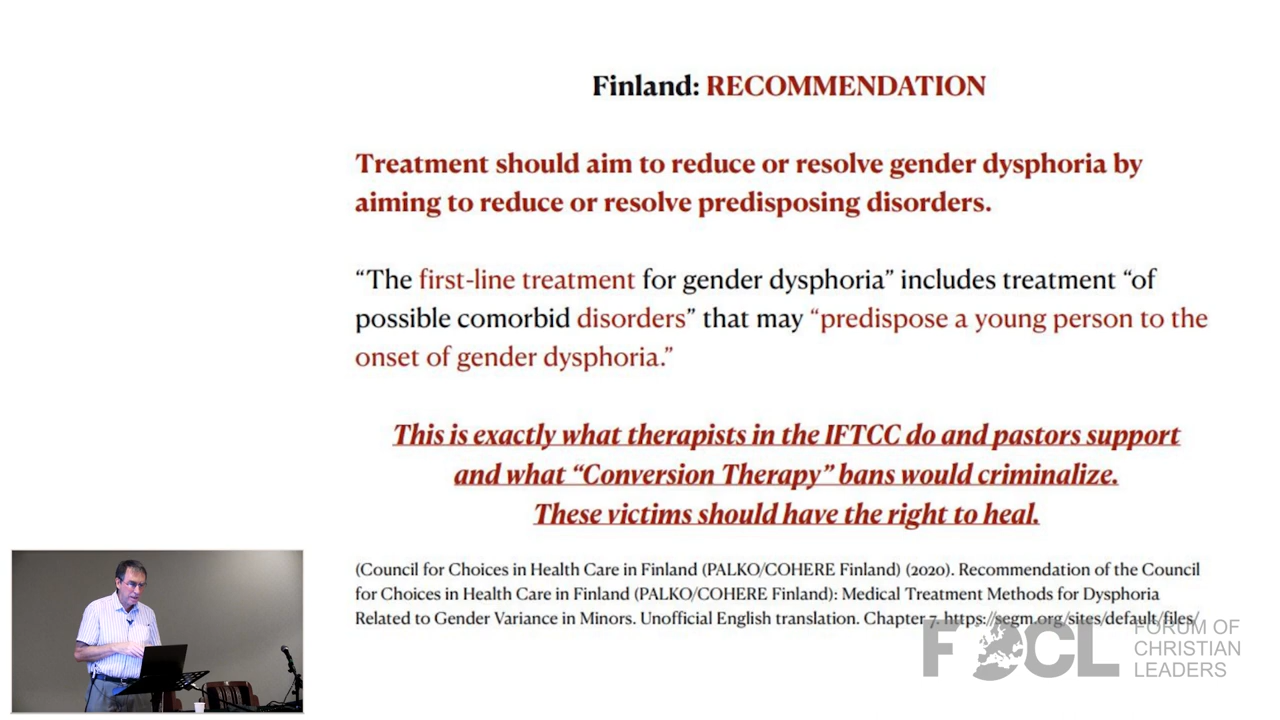 Finland: RECOMMENDATION
Treatment should aim to reduce or resolve gender dysphoria by
aiming to reduce or resolve predisposing disorders.
“The first-line treatment for gender dysphoria” includes treatment “of
possible comorbid disorders” that may “predispose a young person to the
onset of gender dysphoria.”
This is exactly what therapists in the IFTCC do and pastors support
and what “Conversion Therapy” bans would criminalize.
These victims should have the right to heal.
(Council for Choices in Health Care in Finland (PALKO/COHERE Finland) (2020). Recommendation of the Council
for Choices in Health Care in Finland (PALKO/COHERE Finland): Medical Treatment Methods for Dysphoria
Related to Gender Variance in Minors. Unofficial English translation. Chapter 7. https://segm.org/sites/default/files/
FOCL
FORUM OF
CHRISTIAN
LEADERS